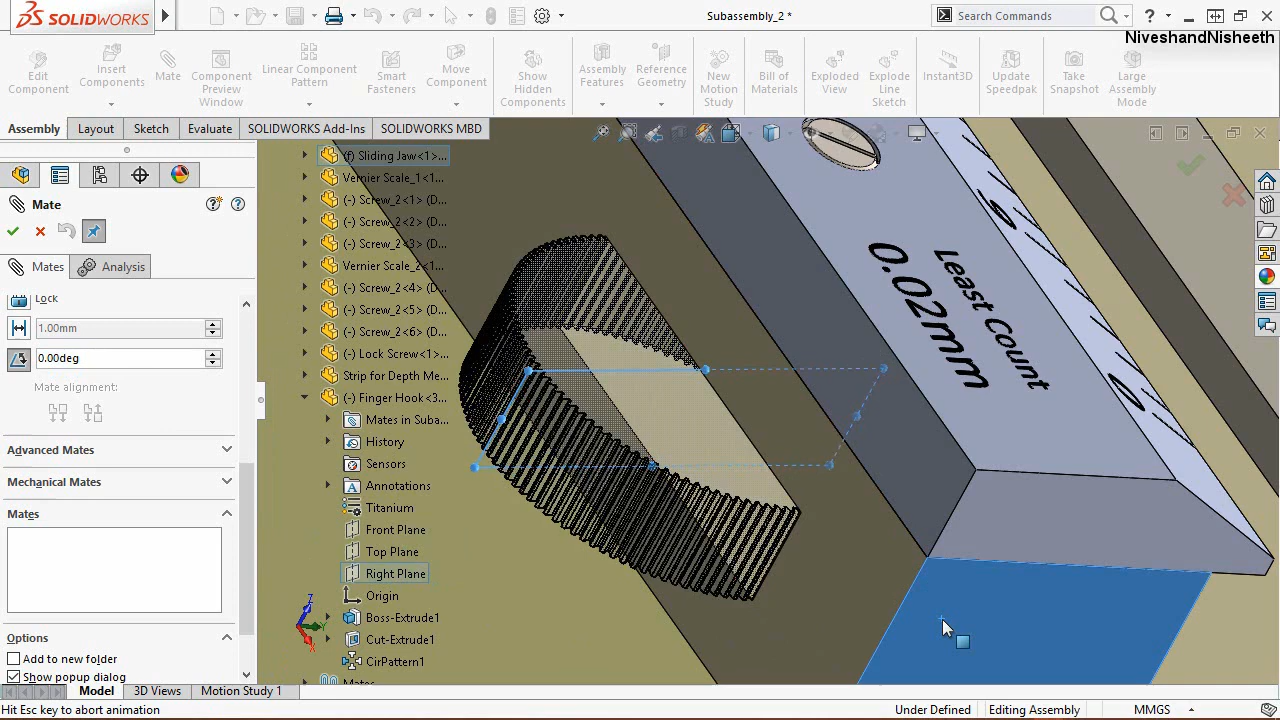 SOLIDWORKS
Subassembly_2 *
Search Commands
NiveshandNisheeth
Edit Component
Insert Components
Mate
Component Preview Window
Linear Component Pattern
Smart Fasteners
Move Component
Show Hidden Components
Assembly Features
Reference Geometry
New Motion Study
Bill of Materials
Exploded View
Explode Line Sketch
Instant3D
Update Speedpak
Take Snapshot
Large Assembly Mode
Assembly
Layout
Sketch
Evaluate
SOLIDWORKS Add-Ins
SOLIDWORKS MBD
Mate
Mates
Analysis
Lock
1.00mm
0.00deg
Mate alignment:
Advanced Mates
Mechanical Mates
Mates
Options
Add to new folder
Show popup dialog
(f) Sliding Jaw<1>...
Vernier Scale_1<1...
(-) Screw_2<1> (D...
(-) Screw_2<2> (D...
(-) Screw_2<3> (D...
Vernier Scale_2<1...
(-) Screw_2<4> (D...
(-) Screw_2<5> (D...
(-) Screw_2<6> (D...
(-) Lock Screw<1>...
Strip for Depth Me...
(-) Finger Hook<3...
Mates in Suba...
History
Sensors
Annotations
Titanium
Front Plane
Top Plane
Right Plane
Origin
Boss-Extrude1
Cut-Extrude1
CirPattern1
Mates
Least Count
0.02mm
0
Z
Y
X
Model
3D Views
Motion Study 1
Hit Esc key to abort animation
Under Defined
Editing Assembly
MMGS